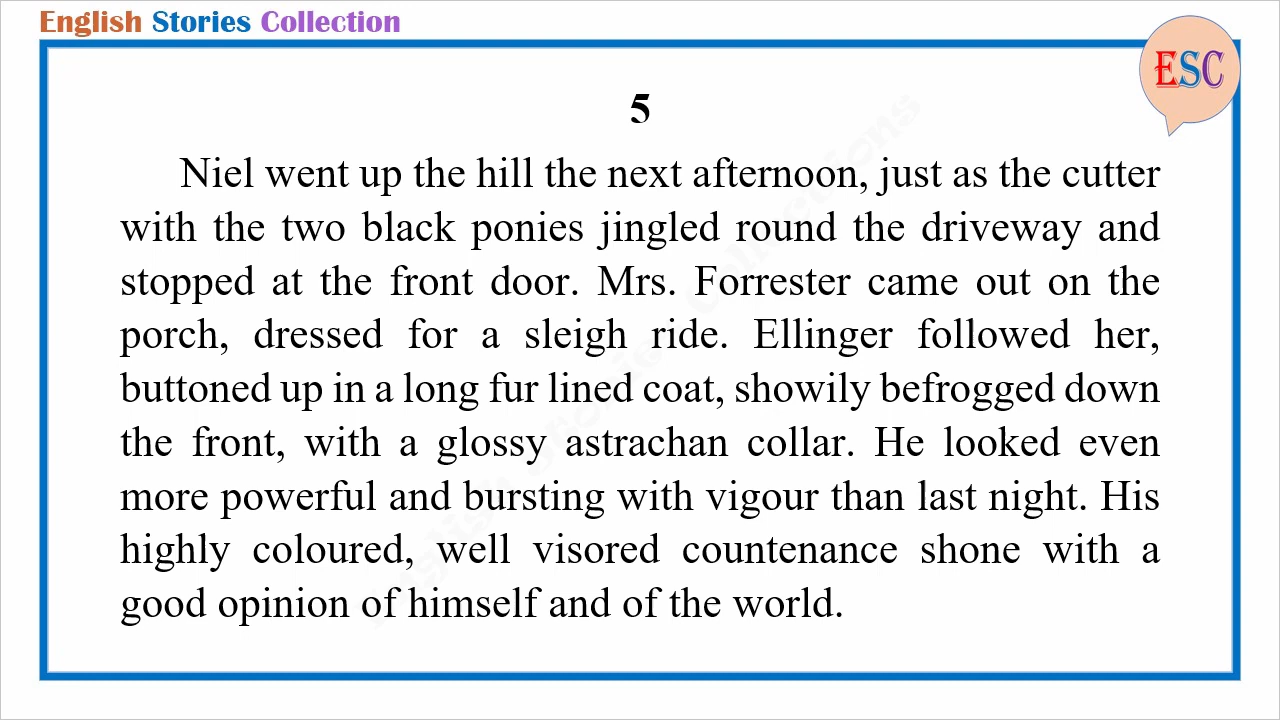 English Stories Collection
ESC
5
Niel went up the hill the next afternoon, just as the cutter
with the two black ponies jingled round the driveway and
stopped at the front door. Mrs. Forrester came out on the
porch, dressed for a sleigh ride. Ellinger followed her,
buttoned up in a long fur lined coat, showily befrogged down
the front, with a glossy astrachan collar. He looked even
more powerful and bursting with vigour than last night. His
highly coloured, well visored countenance shone with a
good opinion of himself and of the world.